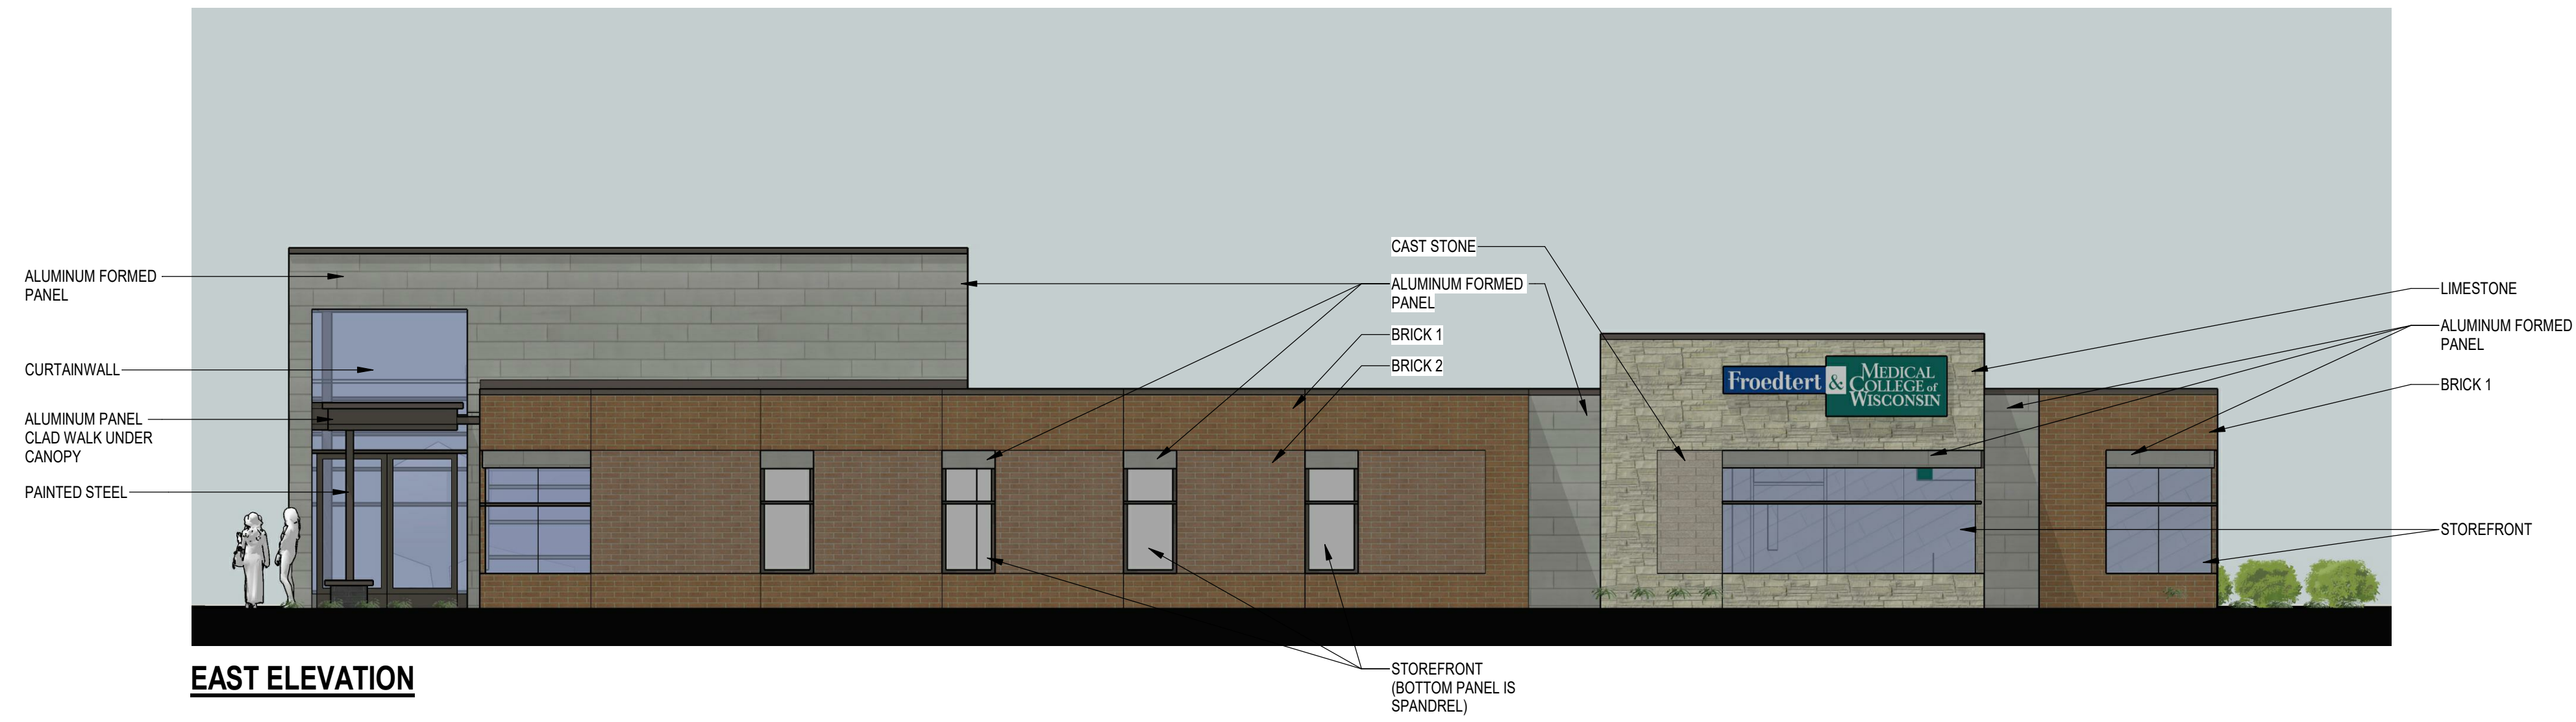 ALUMINUM FORMED
PANEL
CURTAINWALL
ALUMINUM PANEL
CLAD WALK UNDER
CANOPY
PAINTED STEEL
CAST STONE
ALUMINUM FORMED
PANEL
BRICK 1
BRICK 2
Froedtert & MEDICAL
COLLEGE of
WISCONSIN
LIMESTONE
ALUMINUM FORMED
PANEL
BRICK 1
STOREFRONT
STOREFRONT
(BOTTOM PANEL IS
SPANDREL)
EAST ELEVATION